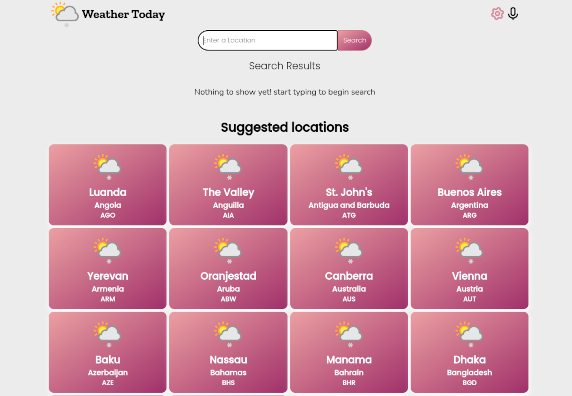 Weather Today
Enter a Location
Search
Search Results
Nothing to show yet! start typing to begin search
Suggested locations
Luanda
Angola
AGO
The Valley
Anguilla
AIA
St. John's
Antigua and Barbuda
ATG
Buenos Aires
Argentina
ARG
Yerevan
Armenia
ARM
Oranjestad
Aruba
ABW
Canberra
Australia
AUS
Vienna
Austria
AUT
Baku
Azerbaijan
AZE
Nassau
Bahamas
BHS
Manama
Bahrain
BHR
Dhaka
Bangladesh
BGD